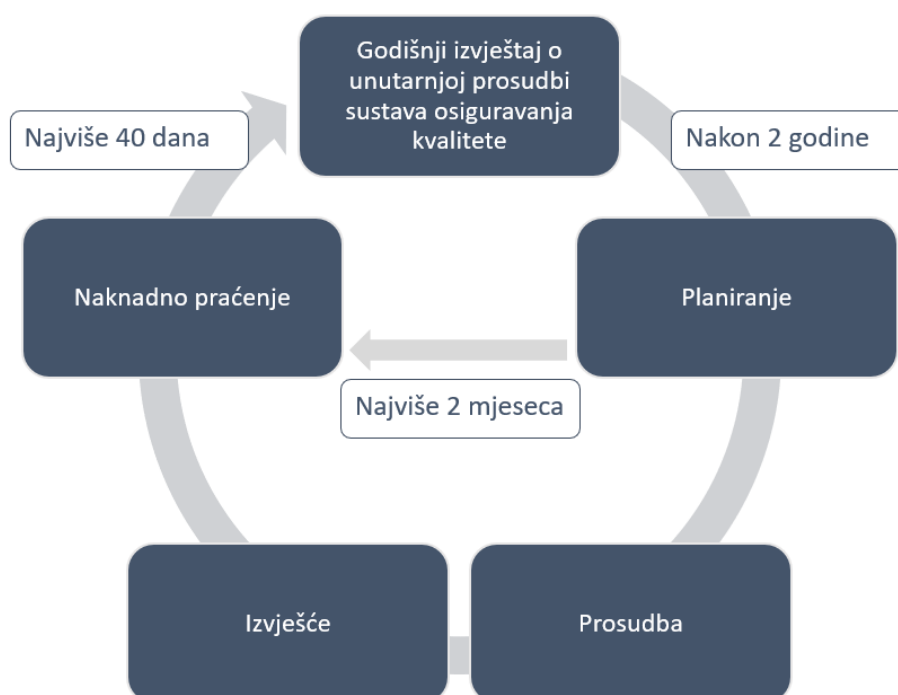 Godišnji izvještaj o
unutarnjoj prosudbi
sustava osiguravanja
kvalitete
Najviše 40 dana
Nakon 2 godine
Naknadno praćenje
Planiranje
Najviše 2 mjeseca
Izvješće
Prosudba